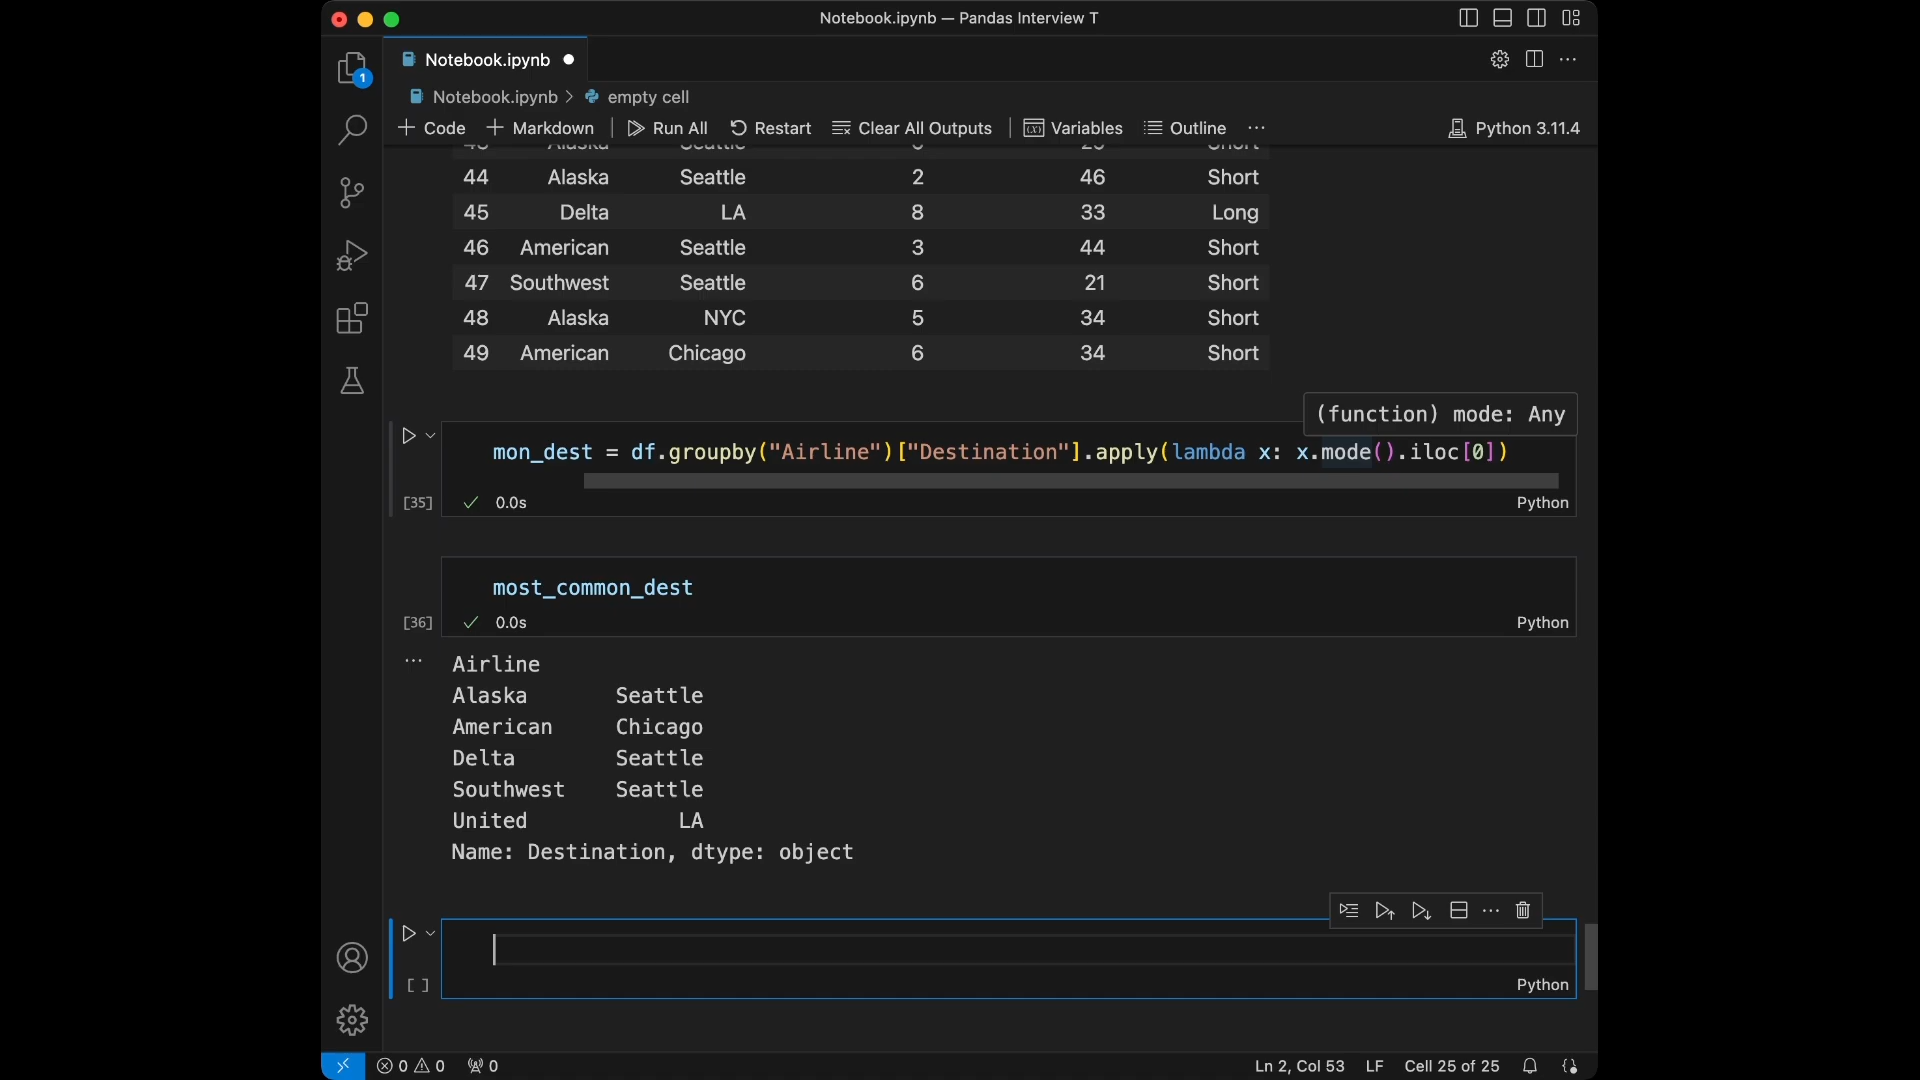 Notebook.ipynb — Pandas Interview T
Notebook.ipynb
1
Notebook.ipynb > empty cell
+ Code + Markdown Run All Restart Clear All Outputs Variables Outline ... Python 3.11.4
44 Alaska Seattle 2 46 Short
45 Delta LA 8 33 Long
46 American Seattle 3 44 Short
47 Southwest Seattle 6 21 Short
48 Alaska NYC 5 34 Short
49 American Chicago 6 34 Short
(function) mode: Any
mon_dest = df.groupby("Airline")["Destination"].apply(lambda x: x.mode().iloc[0])
[35] 0.0s Python
most_common_dest
[36] 0.0s Python
... Airline
Alaska Seattle
American Chicago
Delta Seattle
Southwest Seattle
United LA
Name: Destination, dtype: object
[ ] Python
0 0 0 Ln 2, Col 53 LF Cell 25 of 25